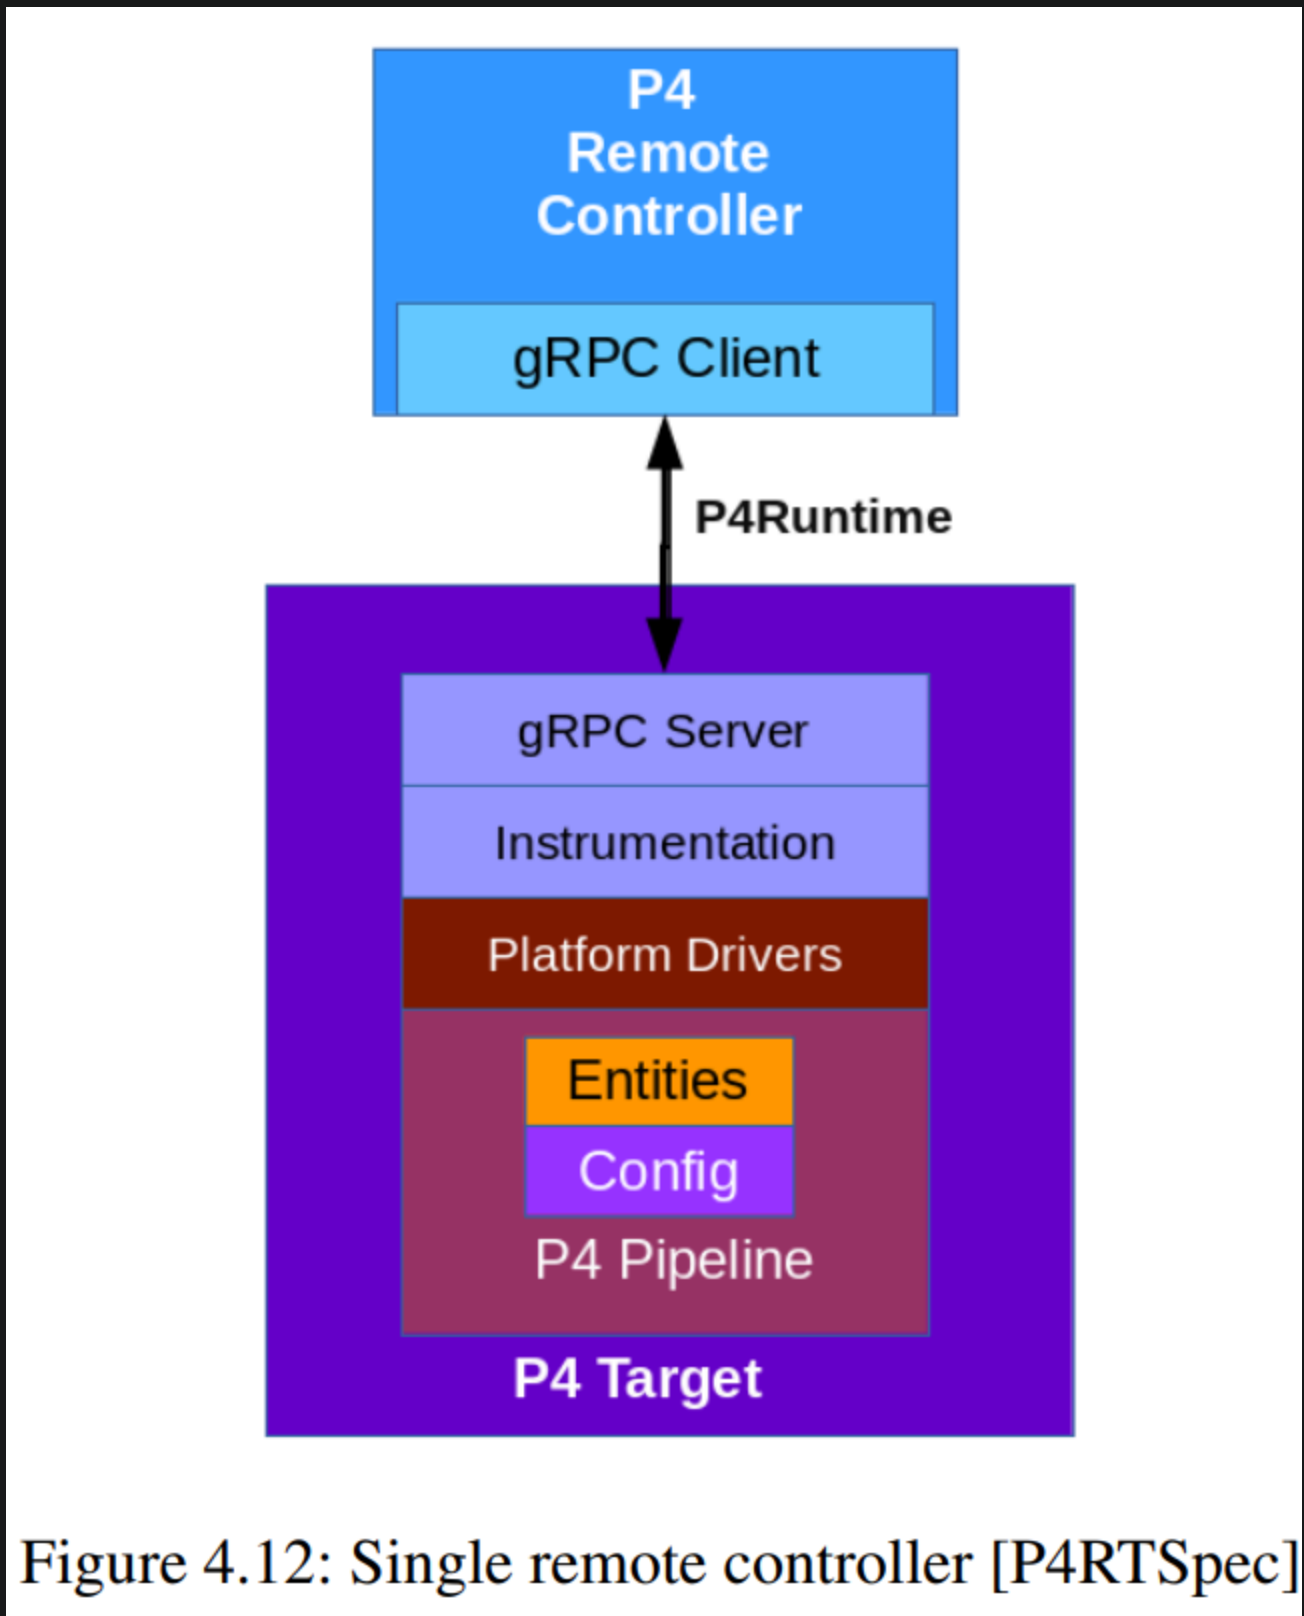 P4
Remote
Controller
gRPC Client
P4Runtime
gRPC Server
Instrumentation
Platform Drivers
Entities
Config
P4 Pipeline
P4 Target
Figure 4.12: Single remote controller [P4RTSpec]